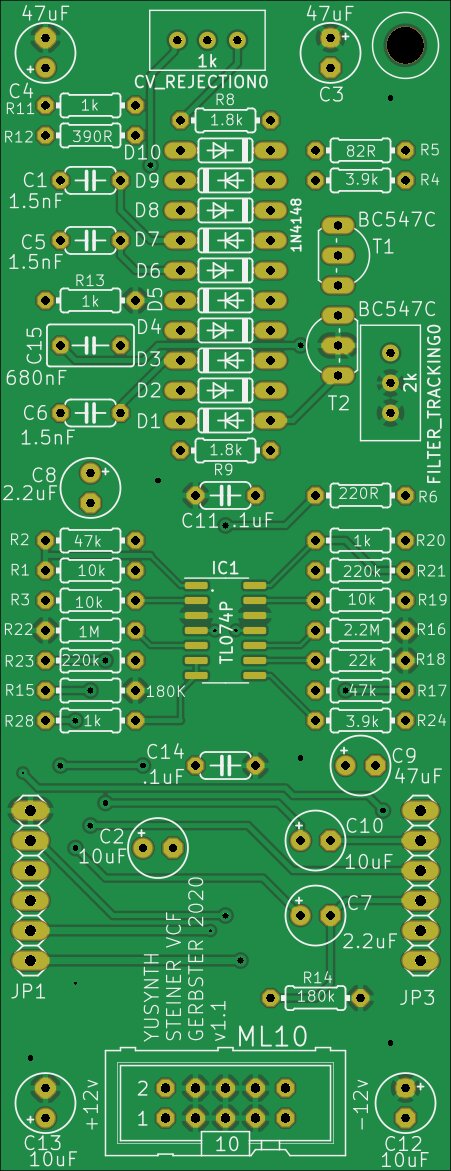 47uF
47uF
+
1k
CV_REJECTION0
+
C4
C3
R11
1k
R8
R12
390R
1.8k
D10
82R
R5
C1
D9
3.9k
R4
1.5nF
D8
1N4148
BC547C
C5
D7
T1
1.5nF
D6
R13
1k
D5
BC547C
D4
C15
D3
680nF
2k
FILTER_TRACKING0
D2
T2
C6
D1
1.5nF
1.8k
R9
C8
+
2.2uF
220R
R6
C11
.1uF
R2
47k
1k
R20
IC1
R1
10k
220k
R21
R3
10k
TL074P
10k
R19
R22
1M
2.2M
R16
R23
220k
22k
R18
R15
180K
47k
R17
R28
1k
3.9k
R24
C14
+
C9
.1uF
47uF
C2
+
+
C10
10uF
10uF
+
C7
2.2uF
JP1
R14
180k
JP3
YUSYNTH
STEINER VCF
GERBSTER 2020
v1.1
ML10
+12v
2
1
10
-12v
+
+
C13
10uF
C12
10uF